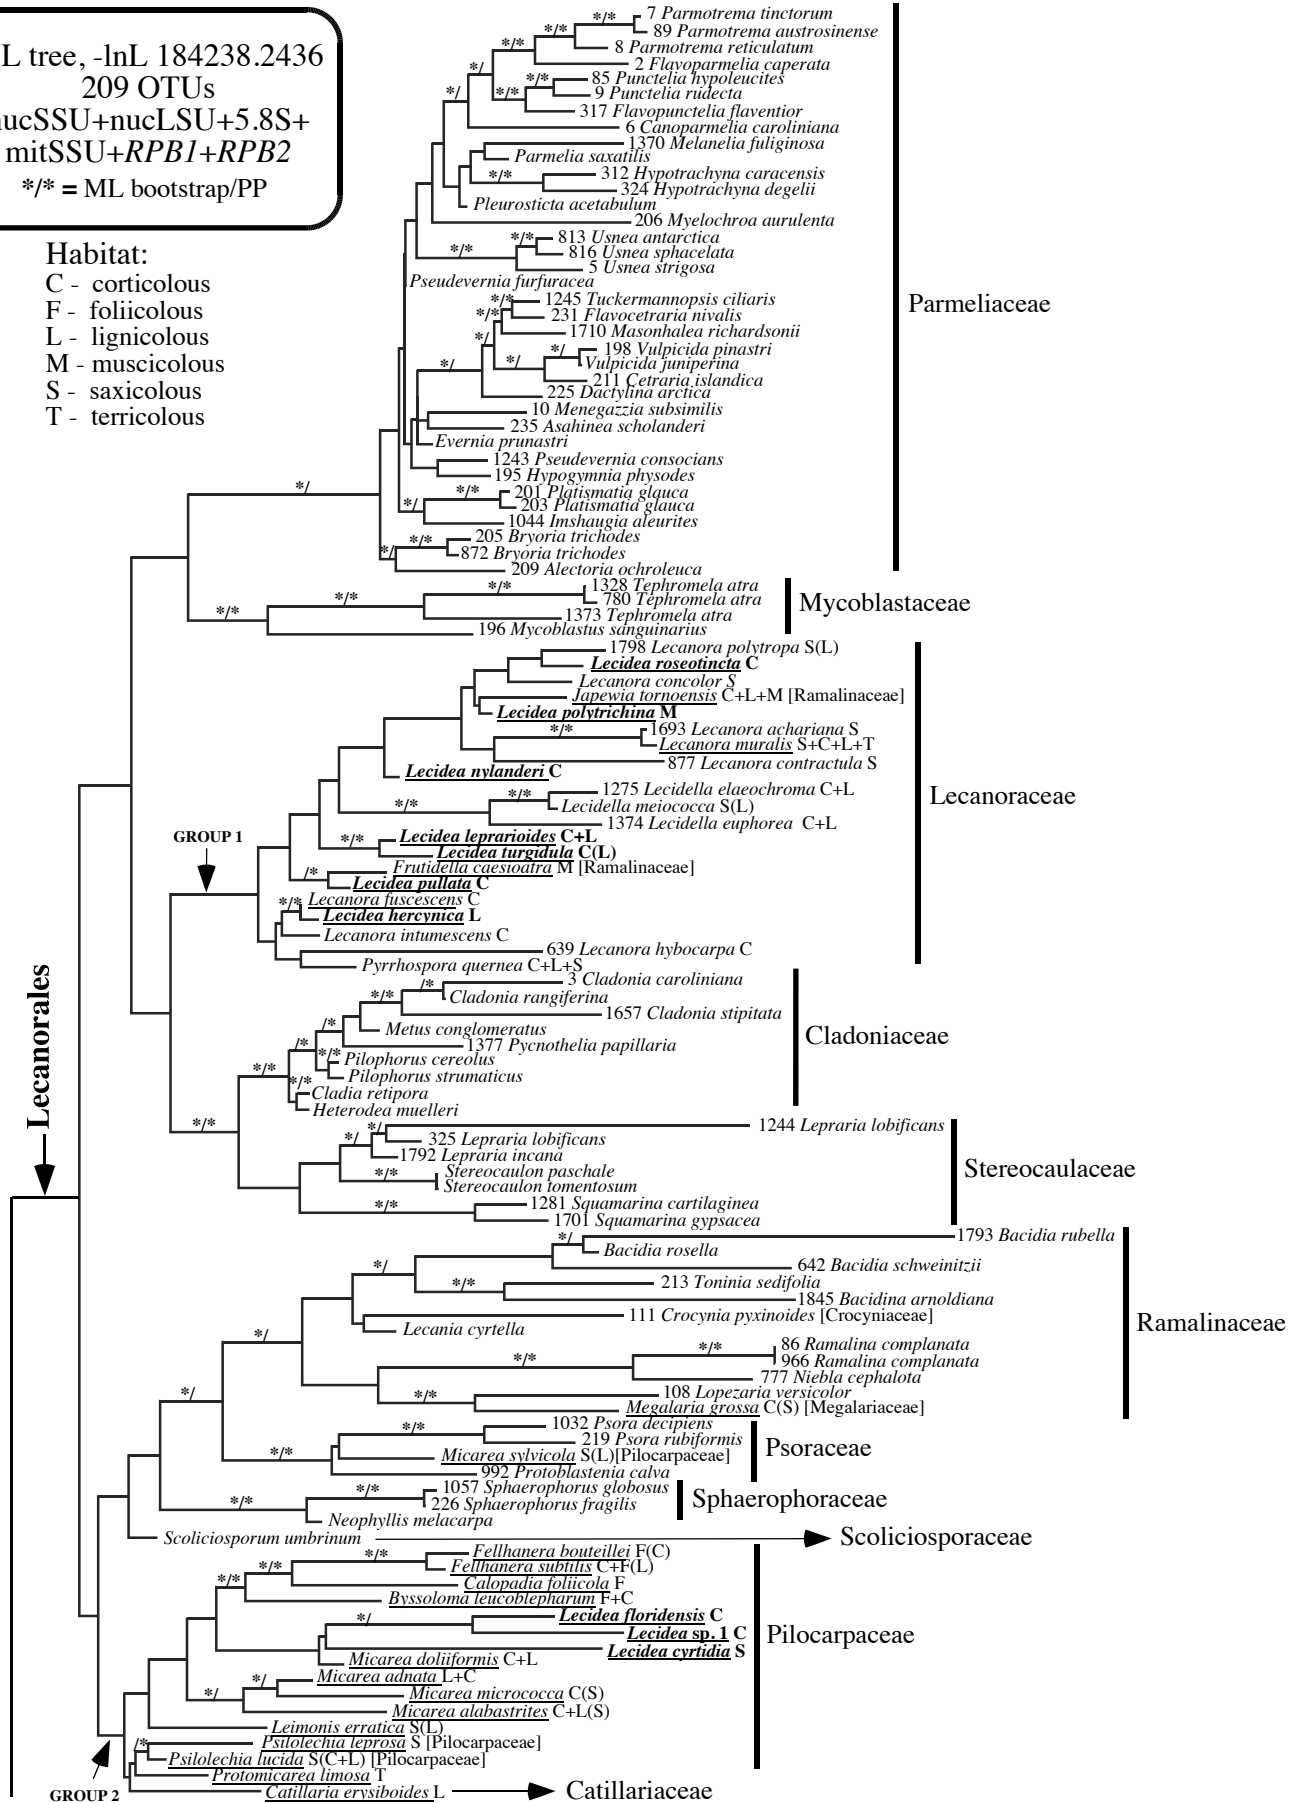 L tree, -lnL 184238.2436
209 OTUs
nucSSU+nucLSU+5.8S+
mitSSU+RPB1+RPB2
*/* = ML bootstrap/PP
Habitat:
C - corticolous
F - foliicolous
L - lignicolous
M - muscicolous
S - saxicolous
T - terricolous
7 Parmotrema tinctorum
89 Parmotrema austrosinense
8 Parmotrema reticulatum
2 Flavoparmelia caperata
85 Punctelia hypoleucites
9 Punctelia rudecta
317 Flavopunctelia flaventior
6 Canoparmelia caroliniana
1370 Melanelia fuliginosa
Parmelia saxatilis
312 Hypotrachyna caracensis
324 Hypotrachyna degelii
Pleurosticta acetabulum
206 Myelochroa aurulenta
813 Usnea antarctica
816 Usnea sphacelata
5 Usnea strigosa
Pseudevernia furfuracea
1245 Tuckermannopsis ciliaris
231 Flavocetraria nivalis
1710 Masonhalea richardsonii
198 Vulpicida pinastri
Vulpicida juniperina
211 Cetraria islandica
225 Dactylina arctica
10 Menegazzia subsimilis
235 Asahinea scholanderi
Evernia prunastri
1243 Pseudevernia consocians
195 Hypogymnia physodes
201 Platismatia glauca
203 Platismatia glauca
1044 Imshaugia aleurites
205 Bryoria trichodes
872 Bryoria trichodes
209 Alectoria ochroleuca
Parmeliaceae
1328 Tephromela atra
780 Tephromela atra
1373 Tephromela atra
196 Mycoblastus sanguinarius
Mycoblastaceae
1798 Lecanora polytropa S(L)
Lecidea roseotincta C
Lecanora concolor S
Japewia tornoensis C+L+M [Ramalinaceae]
Lecidea polytrichina M
1693 Lecanora achariana S
Lecanora muralis S+C+L+T
877 Lecanora contractula S
Lecidea nylanderi C
1275 Lecidella elaeochroma C+L
Lecidella meiococca S(L)
1374 Lecidella euphorea C+L
Lecidea leprarioides C+L
Lecidea turgidula C(L)
Frutidella caesioatra M [Ramalinaceae]
Lecidea pullata C
Lecanora fuscescens C
Lecidea hercynica L
Lecanora intumescens C
639 Lecanora hybocarpa C
Pyrrhospora quernea C+L+S
Lecanoraceae
GROUP 1
Lecanorales
3 Cladonia caroliniana
Cladonia rangiferina
1657 Cladonia stipitata
Metus conglomeratus
1377 Pycnothelia papillaria
Pilophorus cereolus
Pilophorus strumaticus
Cladia retipora
Heterodea muelleri
Cladoniaceae
1244 Lepraria lobificans
325 Lepraria lobificans
1792 Lepraria incana
Stereocaulon paschale
Stereocaulon tomentosum
1281 Squamarina cartilaginea
1701 Squamarina gypsacea
Stereocaulaceae
1793 Bacidia rubella
Bacidia rosella
642 Bacidia schweinitzii
213 Toninia sedifolia
1845 Bacidina arnoldiana
111 Crocynia pyxinoides [Crocyniaceae]
Lecania cyrtella
86 Ramalina complanata
966 Ramalina complanata
777 Niebla cephalota
108 Lopezaria versicolor
Megalaria grossa C(S) [Megalariaceae]
Ramalinaceae
1032 Psora decipiens
219 Psora rubiformis
Micarea sylvicola S(L)[Pilocarpaceae]
992 Protoblastenia calva
Psoraceae
1057 Sphaerophorus globosus
226 Sphaerophorus fragilis
Neophyllis melacarpa
Sphaerophoraceae
Scoliciosporum umbrinum
Scoliciosporaceae
Fellhanera bouteillei F(C)
Fellhanera subtilis C+F(L)
Calopadia foliicola F
Byssoloma leucoblepharum F+C
Lecidea floridensis C
Lecidea sp. 1 C
Lecidea cyrtidia S
Micarea doliiformis C+L
Micarea adnata L+C
Micarea micrococca C(S)
Micarea alabastrites C+L(S)
Leimonis erratica S(L)
Psilolechia leprosa S [Pilocarpaceae]
Psilolechia lucida S(C+L) [Pilocarpaceae]
Protomicarea limosa T
Pilocarpaceae
Catillaria erysiboides L
Catillariaceae
GROUP 2